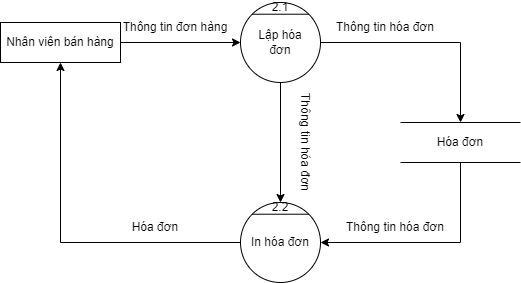 2.1
Thông tin đơn hàng
Thông tin hóa đơn
Nhân viên bán hàng
Lập hóa
đơn
Thông tin hóa đơn
Hóa đơn
2.2
Hóa đơn
In hóa đơn
Thông tin hóa đơn